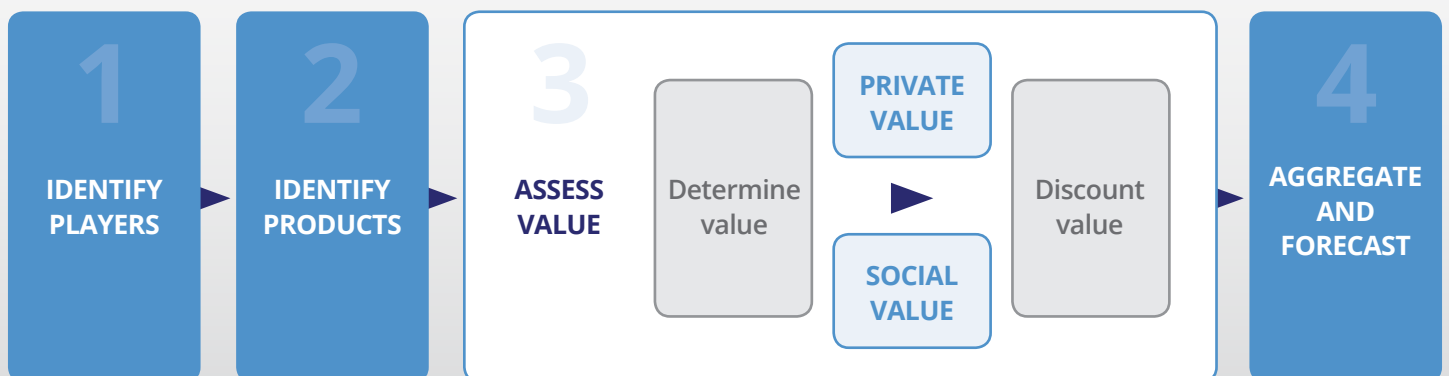 1
IDENTIFY
PLAYERS
2
IDENTIFY
PRODUCTS
3
ASSESS
VALUE
Determine
value
PRIVATE
VALUE
SOCIAL
VALUE
Discount
value
4
AGGREGATE
AND
FORECAST